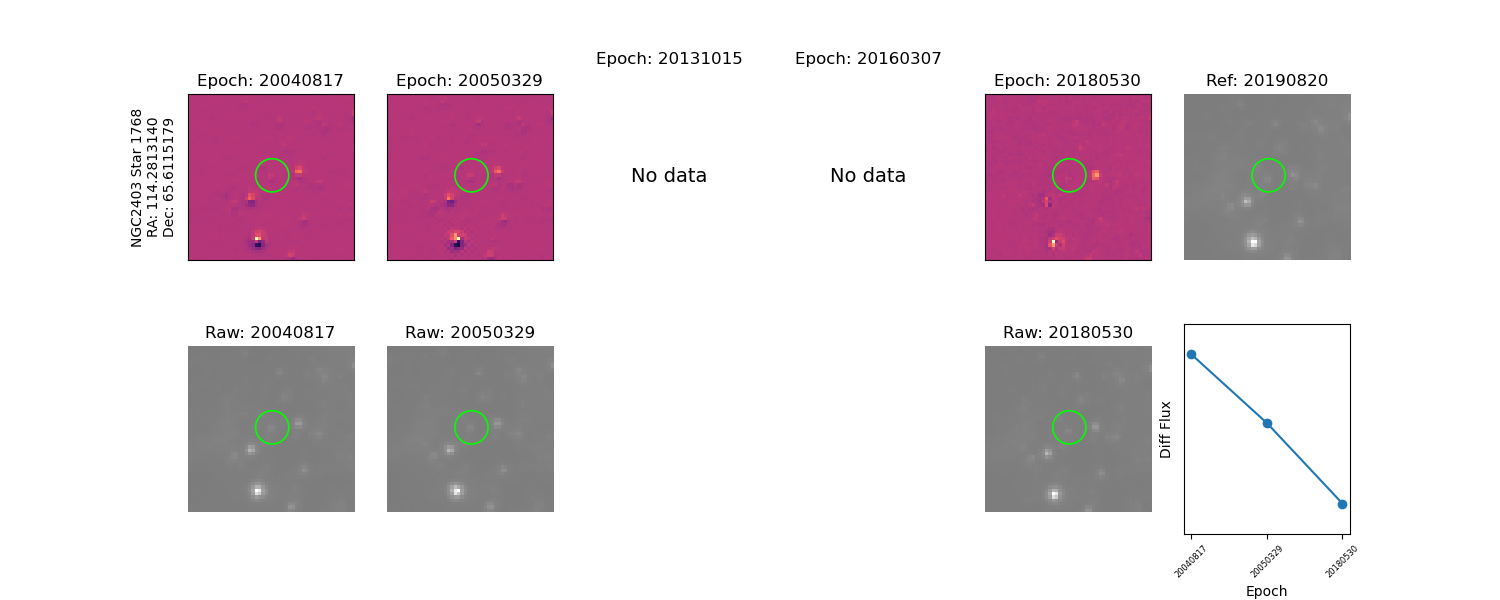 Epoch: 20131015
Epoch: 20160307
Epoch: 20040817
Epoch: 20050329
Epoch: 20180530
Ref: 20190820
NGC2403 Star 1768
RA: 114.2813140
Dec: 65.6115179
No data
No data
Raw: 20040817
Raw: 20050329
Raw: 20180530
Diff Flux
20040817
20050329
20180530
Epoch